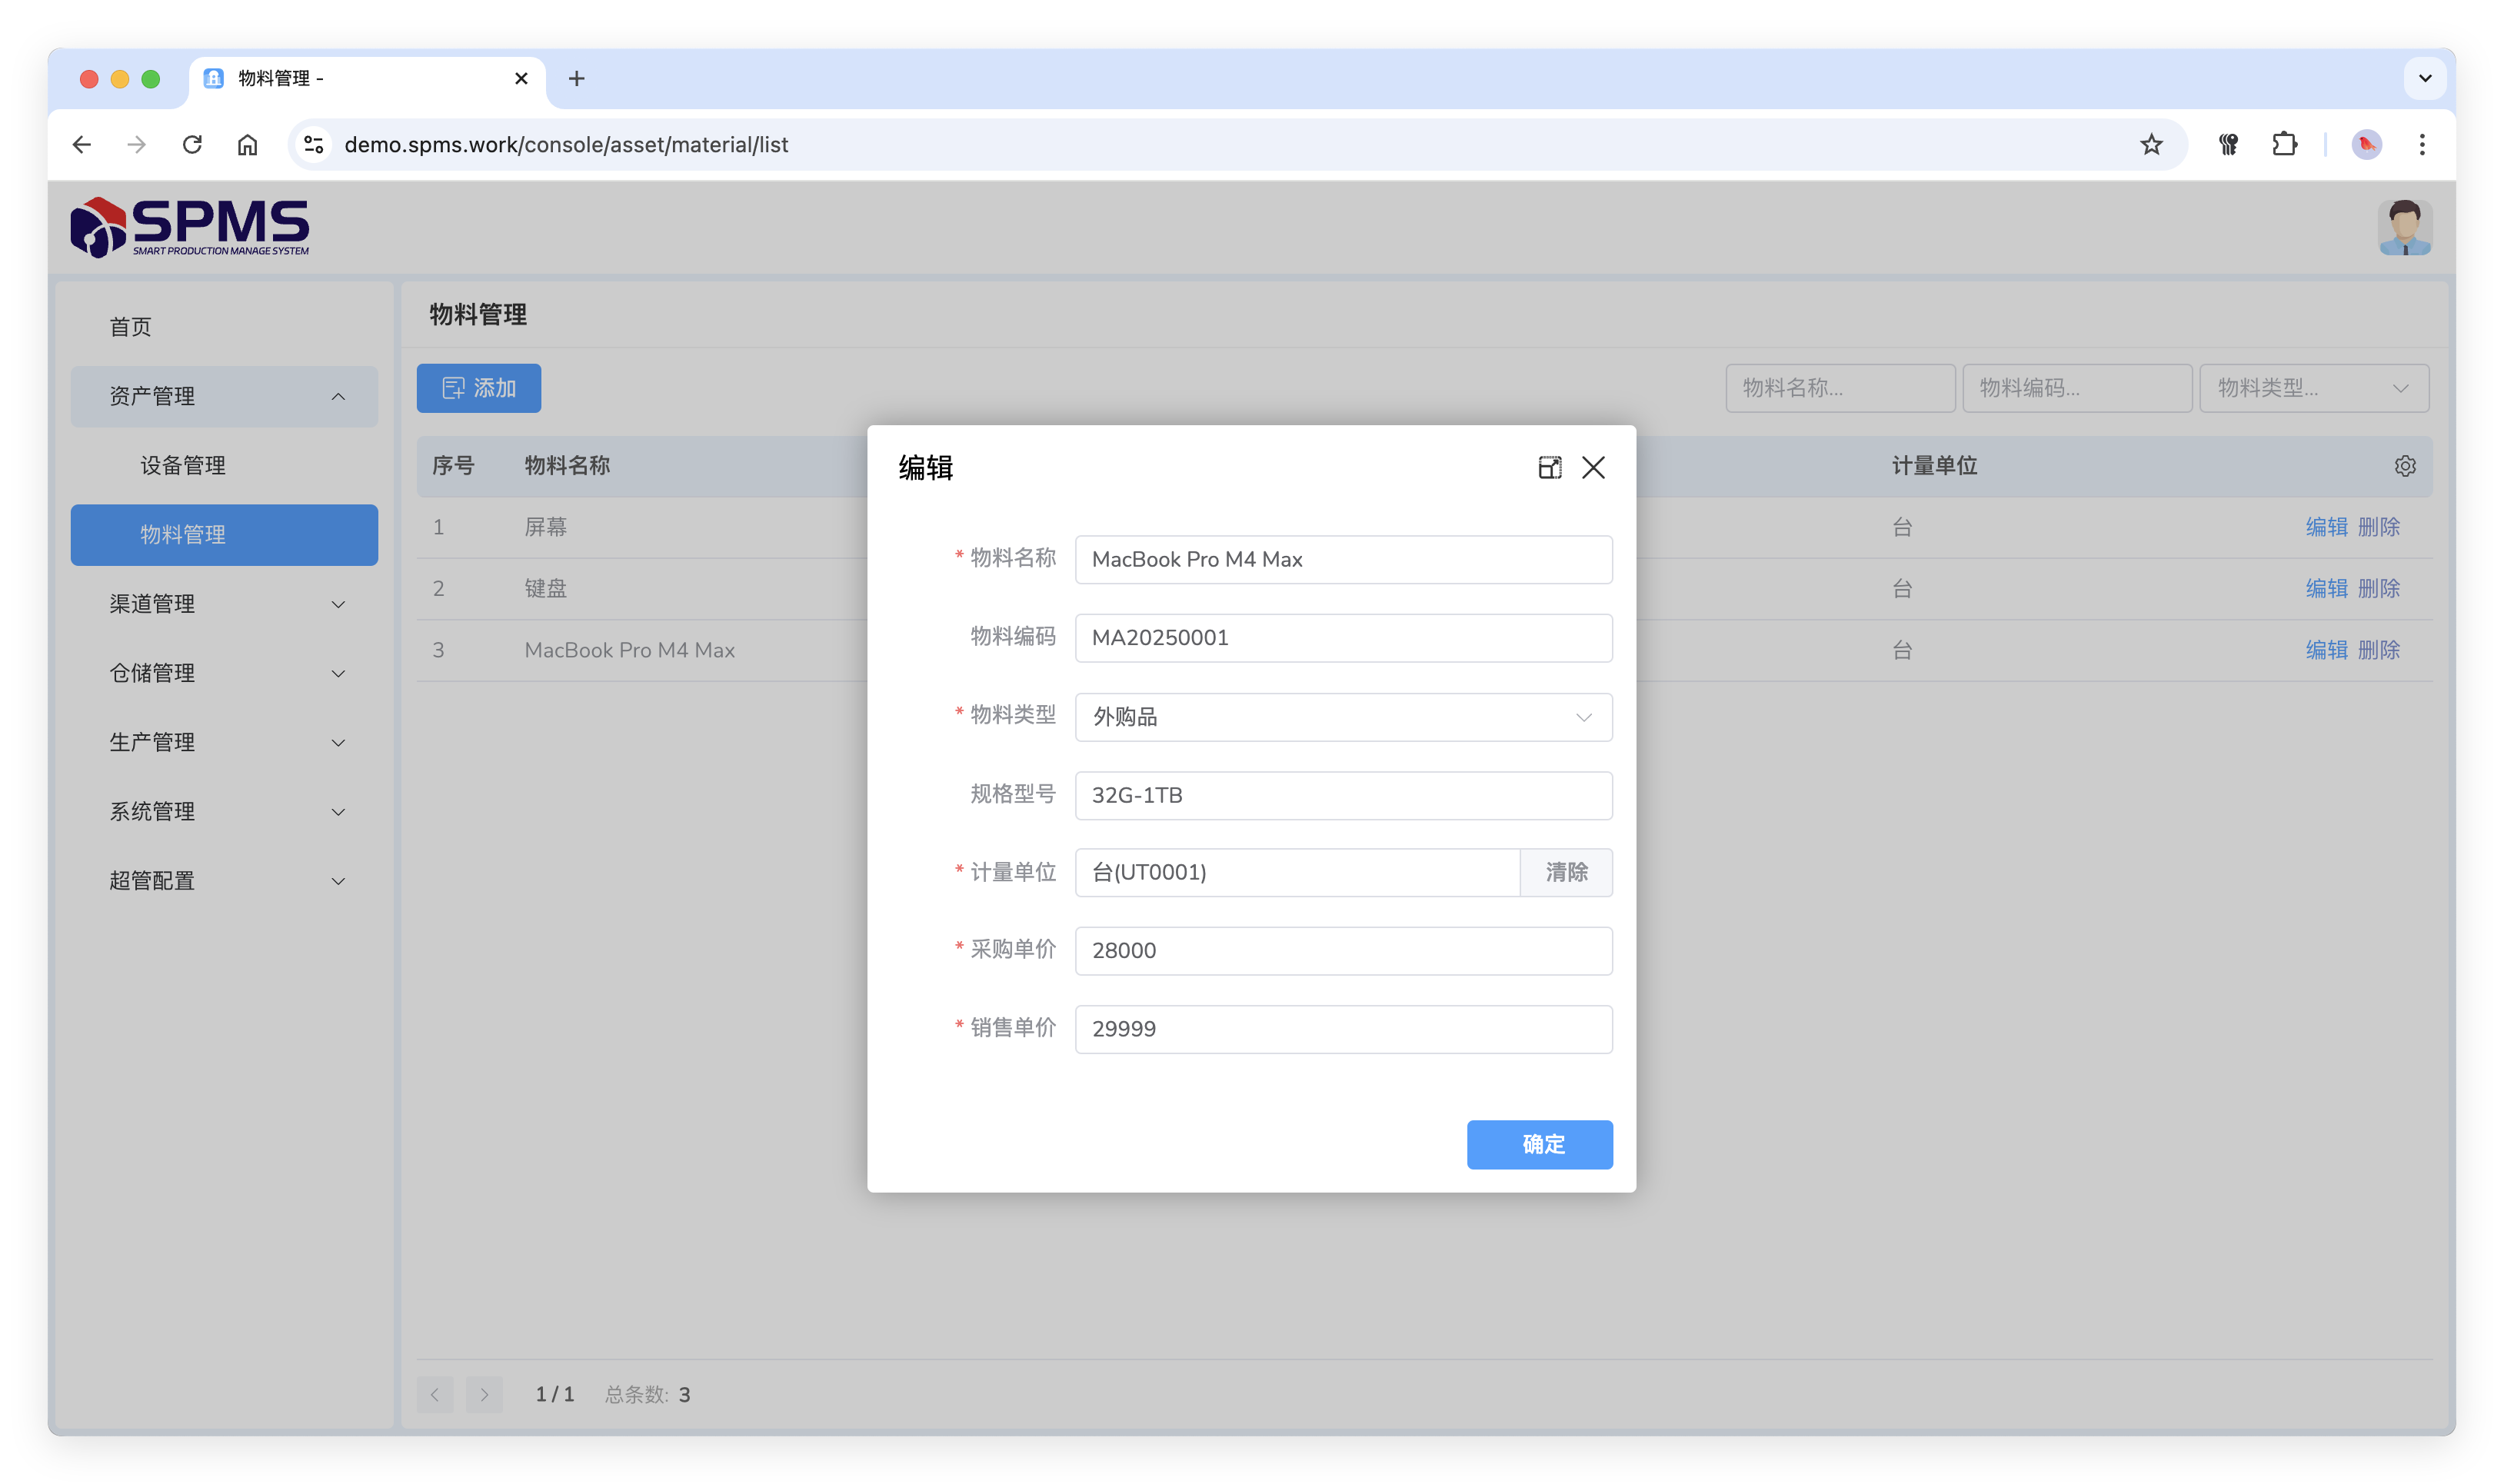 物料管理 -
demo.spms.work/console/asset/material/list
SPMS
SMART PRODUCTION MANAGE SYSTEM
首页
资产管理
设备管理
物料管理
渠道管理
仓储管理
生产管理
系统管理
超管配置
物料管理
添加
物料名称...
物料编码...
物料类型...
序号 物料名称 计量单位
1 屏幕 台 编辑 删除
2 键盘 台 编辑 删除
3 MacBook Pro M4 Max 台 编辑 删除
编辑
* 物料名称 MacBook Pro M4 Max
物料编码 MA20250001
* 物料类型 外购品
规格型号 32G-1TB
* 计量单位 台(UT0001) 清除
* 采购单价 28000
* 销售单价 29999
确定
1 / 1 总条数: 3